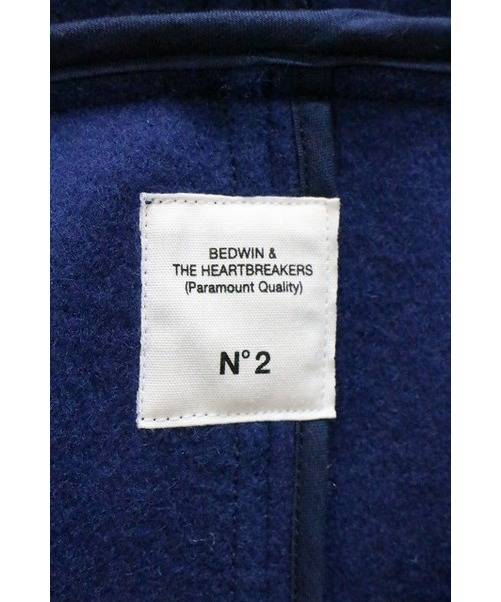 BEDWIN &
THE HEARTBREAKERS
(Paramount Quality)
N° 2